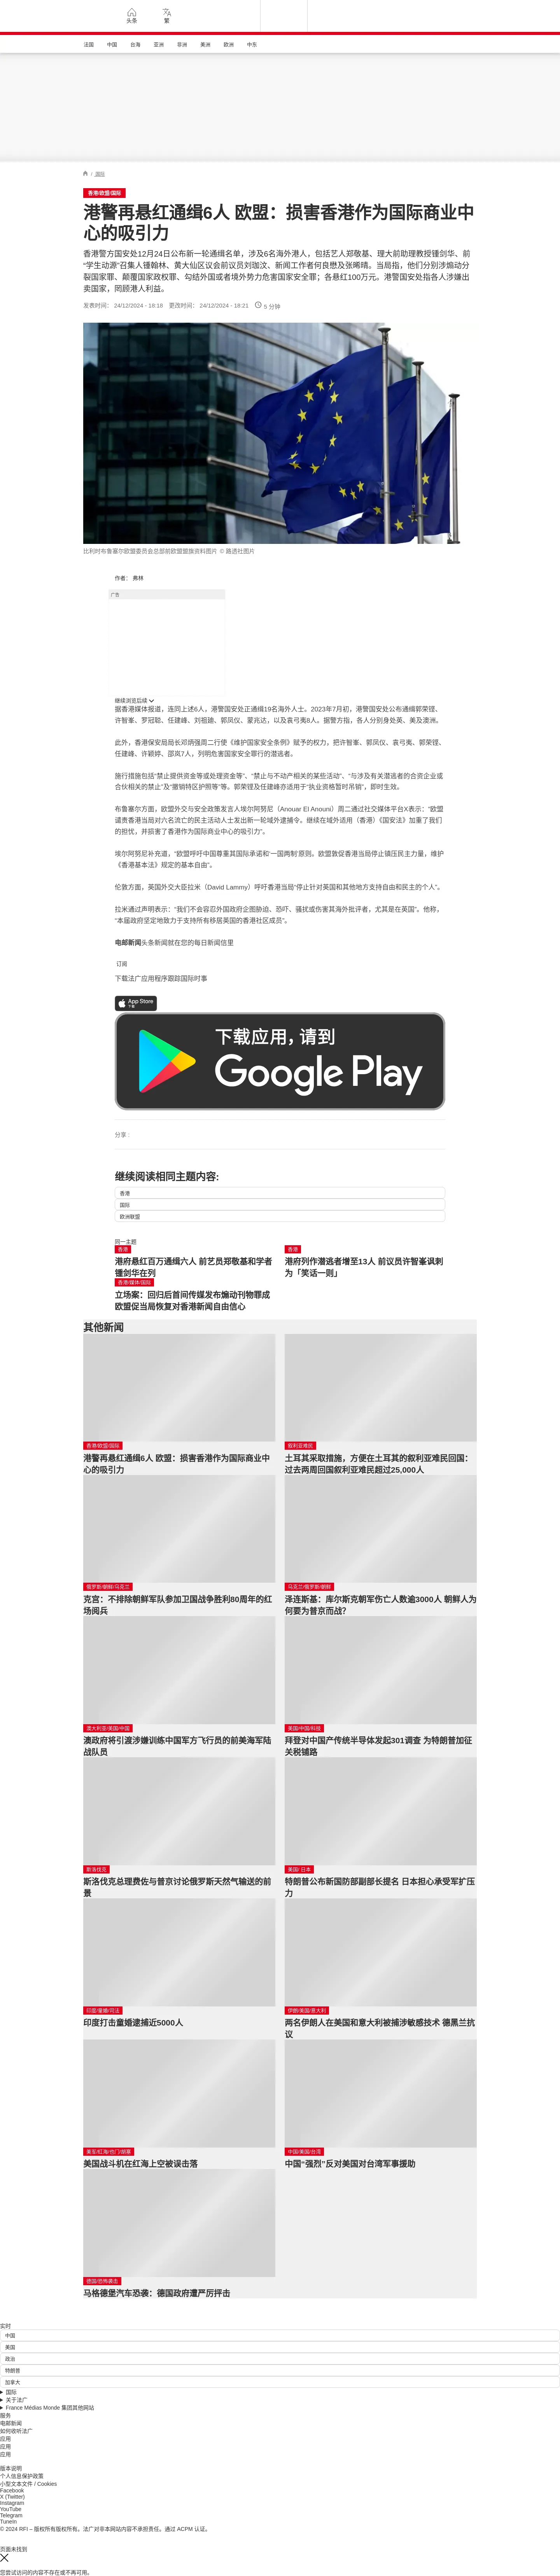 头条
繁
法国
中国
台海
亚洲
非洲
美洲
欧洲
中东
/ 国际
香港/欧盟/国际
港警再悬红通缉6人 欧盟：损害香港作为国际商业中
心的吸引力
香港警方国安处12月24日公布新一轮通缉名单，涉及6名海外港人，包括艺人郑敬基、理大前助理教授锺剑华、前
“学生动源”召集人锺翰林、黄大仙区议会前议员刘珈汶、新闻工作者何良懋及张晞晴。当局指，他们分别涉煽动分
裂国家罪、颠覆国家政权罪、勾结外国或者境外势力危害国家安全罪；各悬红100万元。港警国安处指各人涉嫌出
卖国家，罔顾港人利益。
发表时间： 24/12/2024 - 18:18 更改时间： 24/12/2024 - 18:21 5 分钟
比利时布鲁塞尔欧盟委员会总部前欧盟盟旗资料图片 © 路透社图片
作者： 弗林
广告
继续浏览后续
据香港媒体报道，连同上述6人，港警国安处正通缉19名海外人士。2023年7月初，港警国安处公布通缉郭荣铿、
许智峯、罗冠聪、任建峰、刘祖廸、郭凤仪、蒙兆达，以及袁弓夷8人。据警方指，各人分别身处英、美及澳洲。
此外，香港保安局局长邓炳强周二行使《维护国家安全条例》赋予的权力，把许智峯、郭凤仪、袁弓夷、郭荣铿、
任建峰、许颖婷、邵岚7人，列明危害国家安全罪行的潜逃者。
施行措施包括“禁止提供资金等或处理资金等”、“禁止与不动产相关的某些活动”、“与涉及有关潜逃者的合资企业或
合伙相关的禁止”及“撤销特区护照等”等。郭荣铿及任建峰亦适用于“执业资格暂时吊销”，即时生效。
布鲁塞尔方面，欧盟外交与安全政策发言人埃尔阿努尼（Anouar El Anouni）周二通过社交媒体平台X表示：“欧盟
谴责香港当局对六名流亡的民主活动人士发出新一轮域外逮捕令。继续在域外适用（香港）《国安法》加重了我们
的担忧，并损害了香港作为国际商业中心的吸引力”。
埃尔阿努尼补充道，“欧盟呼吁中国尊重其国际承诺和‘一国两制’原则。欧盟敦促香港当局停止镇压民主力量，维护
《香港基本法》规定的基本自由”。
伦敦方面，英国外交大臣拉米（David Lammy）呼吁香港当局“停止针对英国和其他地方支持自由和民主的个人”。
拉米通过声明表示：“我们不会容忍外国政府企图胁迫、恐吓、骚扰或伤害其海外批评者，尤其是在英国”。他称，
“本届政府坚定地致力于支持所有移居英国的香港社区成员”。
电邮新闻头条新闻就在您的每日新闻信里
订阅
下载法广应用程序跟踪国际时事
App Store
下载
下载应用，请到
Google Play
分享 :
继续阅读相同主题内容:
香港
国际
欧洲联盟
同一主题
香港
港府悬红百万通缉六人 前艺员郑敬基和学者
锺剑华在列
香港
港府列作潜逃者增至13人 前议员许智峯讽刺
为「笑话一则」
香港/媒体/国际
立场案：回归后首间传媒发布煽动刊物罪成
欧盟促当局恢复对香港新闻自由信心
其他新闻
香港/欧盟/国际
港警再悬红通缉6人 欧盟：损害香港作为国际商业中
心的吸引力
叙利亚难民
土耳其采取措施，方便在土耳其的叙利亚难民回国：
过去两周回国叙利亚难民超过25,000人
俄罗斯/朝鲜/乌克兰
克宫：不排除朝鲜军队参加卫国战争胜利80周年的红
场阅兵
乌克兰/俄罗斯/朝鲜
泽连斯基：库尔斯克朝军伤亡人数逾3000人 朝鲜人为
何要为普京而战?
澳大利亚/美国/中国
澳政府将引渡涉嫌训练中国军方飞行员的前美海军陆
战队员
美国/中国/科技
拜登对中国产传统半导体发起301调查 为特朗普加征
关税铺路
斯洛伐克
斯洛伐克总理费佐与普京讨论俄罗斯天然气输送的前
景
美国/ 日本
特朗普公布新国防部副部长提名 日本担心承受军扩压
力
印度/童婚/司法
印度打击童婚逮捕近5000人
伊朗/美国/意大利
两名伊朗人在美国和意大利被捕涉敏感技术 德黑兰抗
议
美军/红海/也门/胡塞
美国战斗机在红海上空被误击落
中国/美国/台湾
中国“强烈”反对美国对台湾军事援助
德国/恐怖袭击
马格德堡汽车恐袭：德国政府遭严厉抨击
实时
中国
美国
政治
特朗普
加拿大
国际
关于法广
France Médias Monde 集团其他网站
服务
电邮新闻
如何收听法广
应用
应用
应用
版本说明
个人信息保护政策
小型文本文件 / Cookies
Facebook
X (Twitter)
Instagram
YouTube
Telegram
TuneIn
© 2024 RFI – 版权所有版权所有。法广对非本网站内容不承担责任。通过 ACPM 认证。
页面未找到
您尝试访问的内容不存在或不再可用。